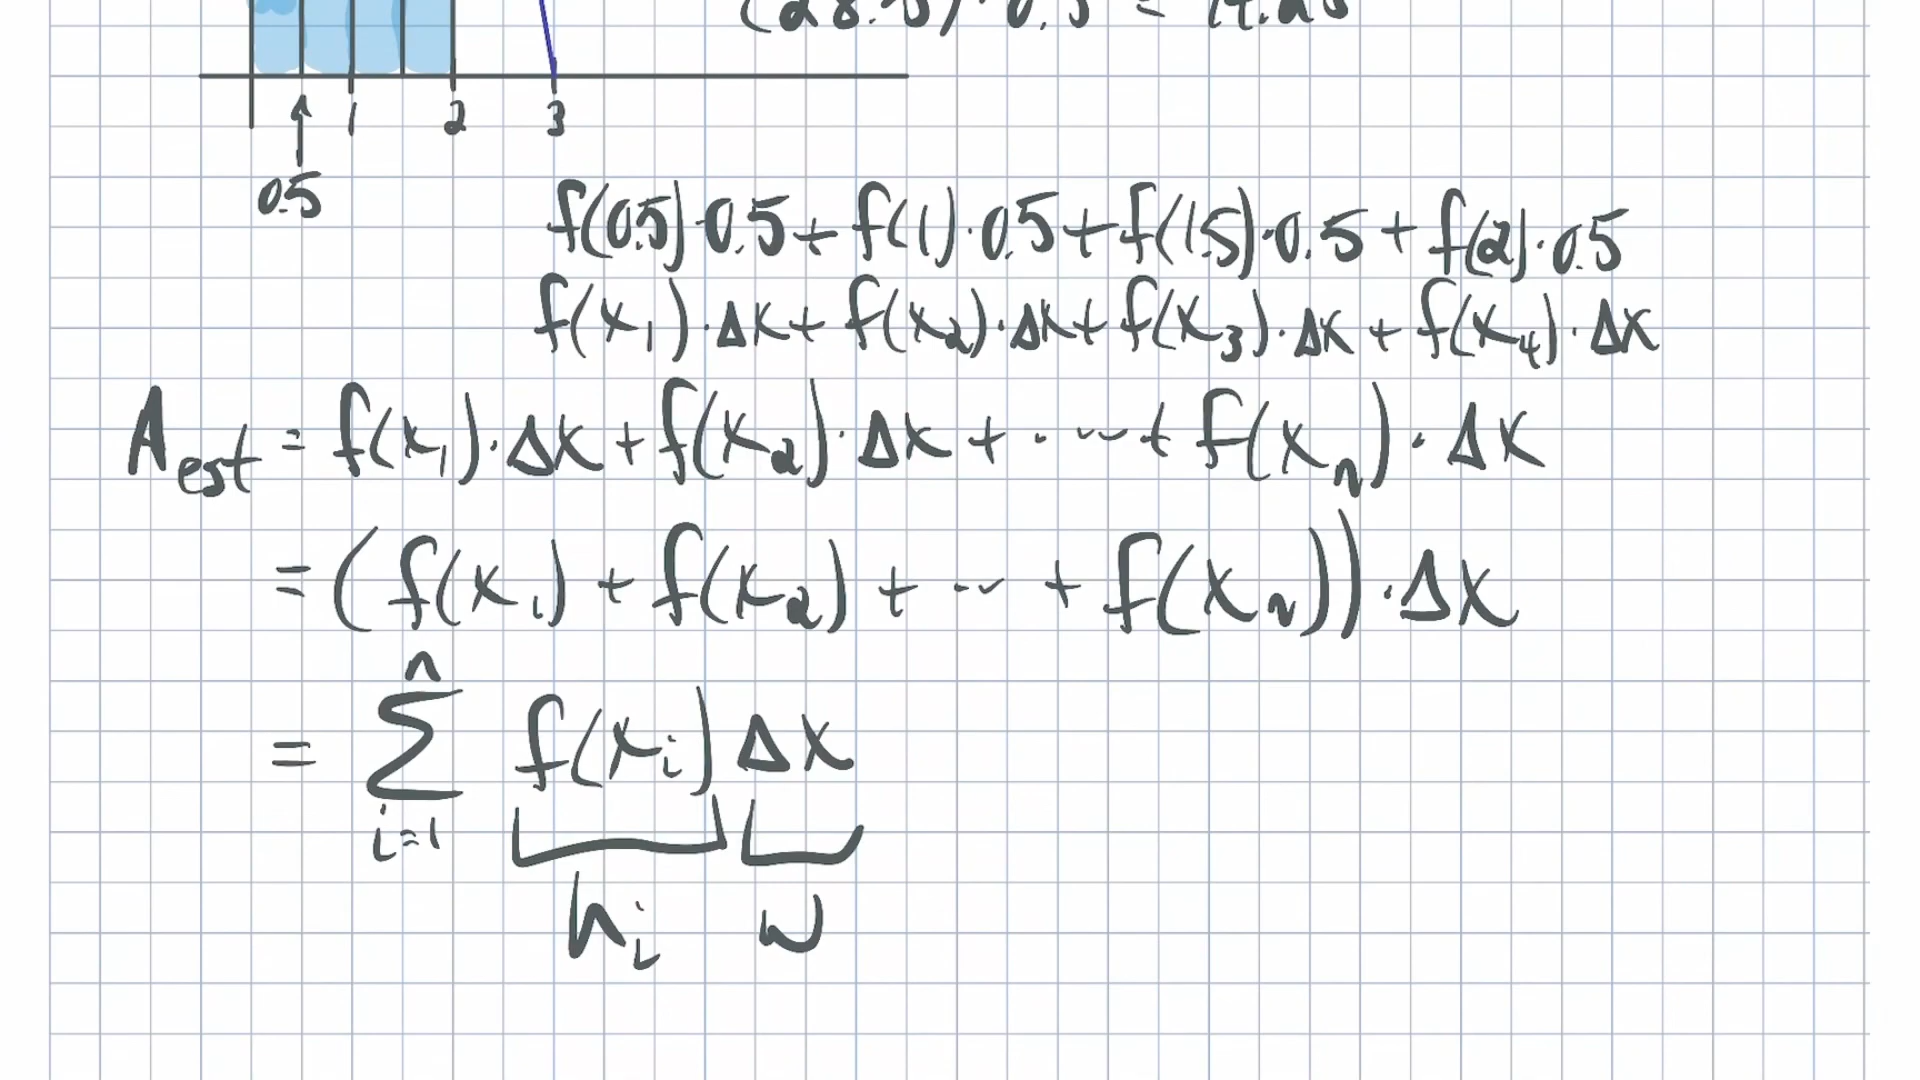 1 2 3
0.5
f(0.5)·0.5+f(1)·0.5+f(1.5)·0.5+f(2)·0.5
f(x₁)·Δx+f(x₂)·Δx+f(x₃)·Δx+f(x₄)·Δx
A_est = f(x₁)·Δx+f(x₂)·Δx+·····+f(xₙ)·Δx
=(f(x₁)+f(x₂)+···+f(xₙ))·Δx
n
= Σ f(xᵢ)Δx
i=1
hᵢ w